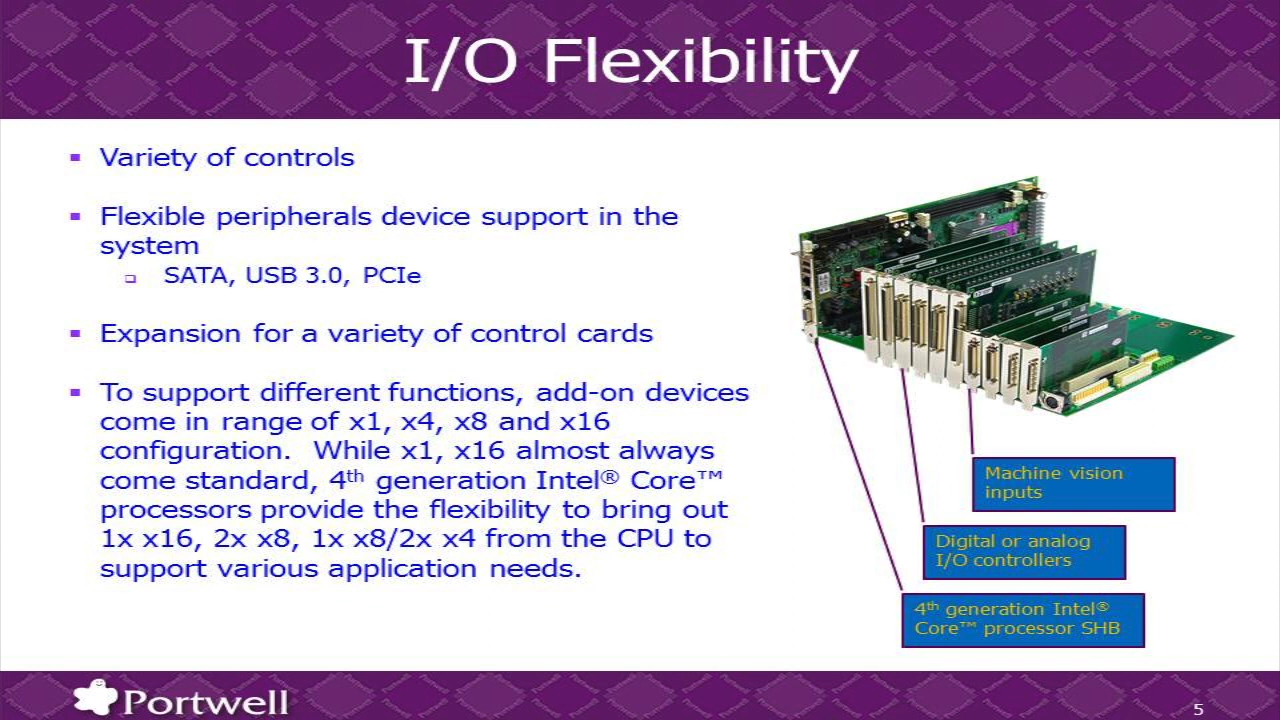 I/O Flexibility
Variety of controls
Flexible peripherals device support in the
system
SATA, USB 3.0, PCIe
Expansion for a variety of control cards
To support different functions, add-on devices
come in range of x1, x4, x8 and x16
configuration. While x1, x16 almost always
come standard, 4th generation Intel® Core™
processors provide the flexibility to bring out
1x x16, 2x x8, 1x x8/2x x4 from the CPU to
support various application needs.
Machine vision
inputs
Digital or analog
I/O controllers
4th generation Intel®
Core™ processor SHB
Portwell
5